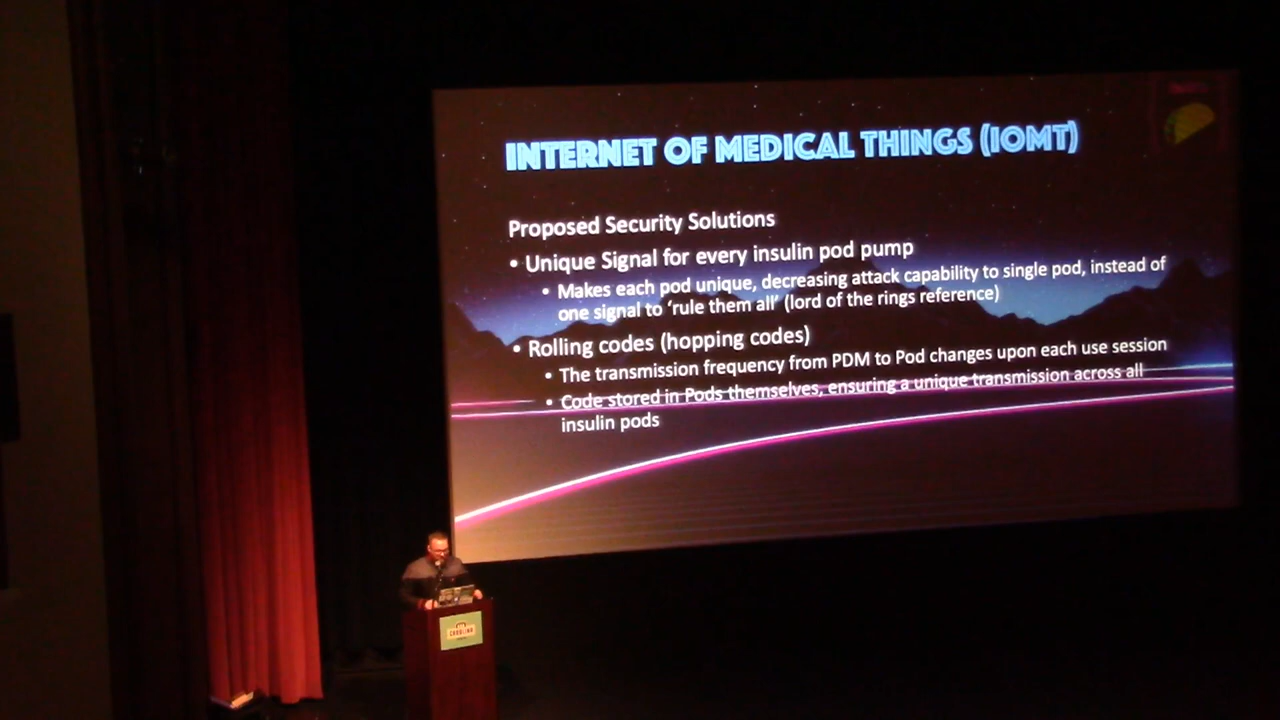 INTERNET OF MEDICAL THINGS (IOMT)
Proposed Security Solutions
• Unique Signal for every insulin pod pump
• Makes each pod unique, decreasing attack capability to single pod, instead of
one signal to ‘rule them all’ (lord of the rings reference)
• Rolling codes (hopping codes)
• The transmission frequency from PDM to Pod changes upon each use session
• Code stored in Pods themselves, ensuring a unique transmission across all
insulin pods
CAROLINA